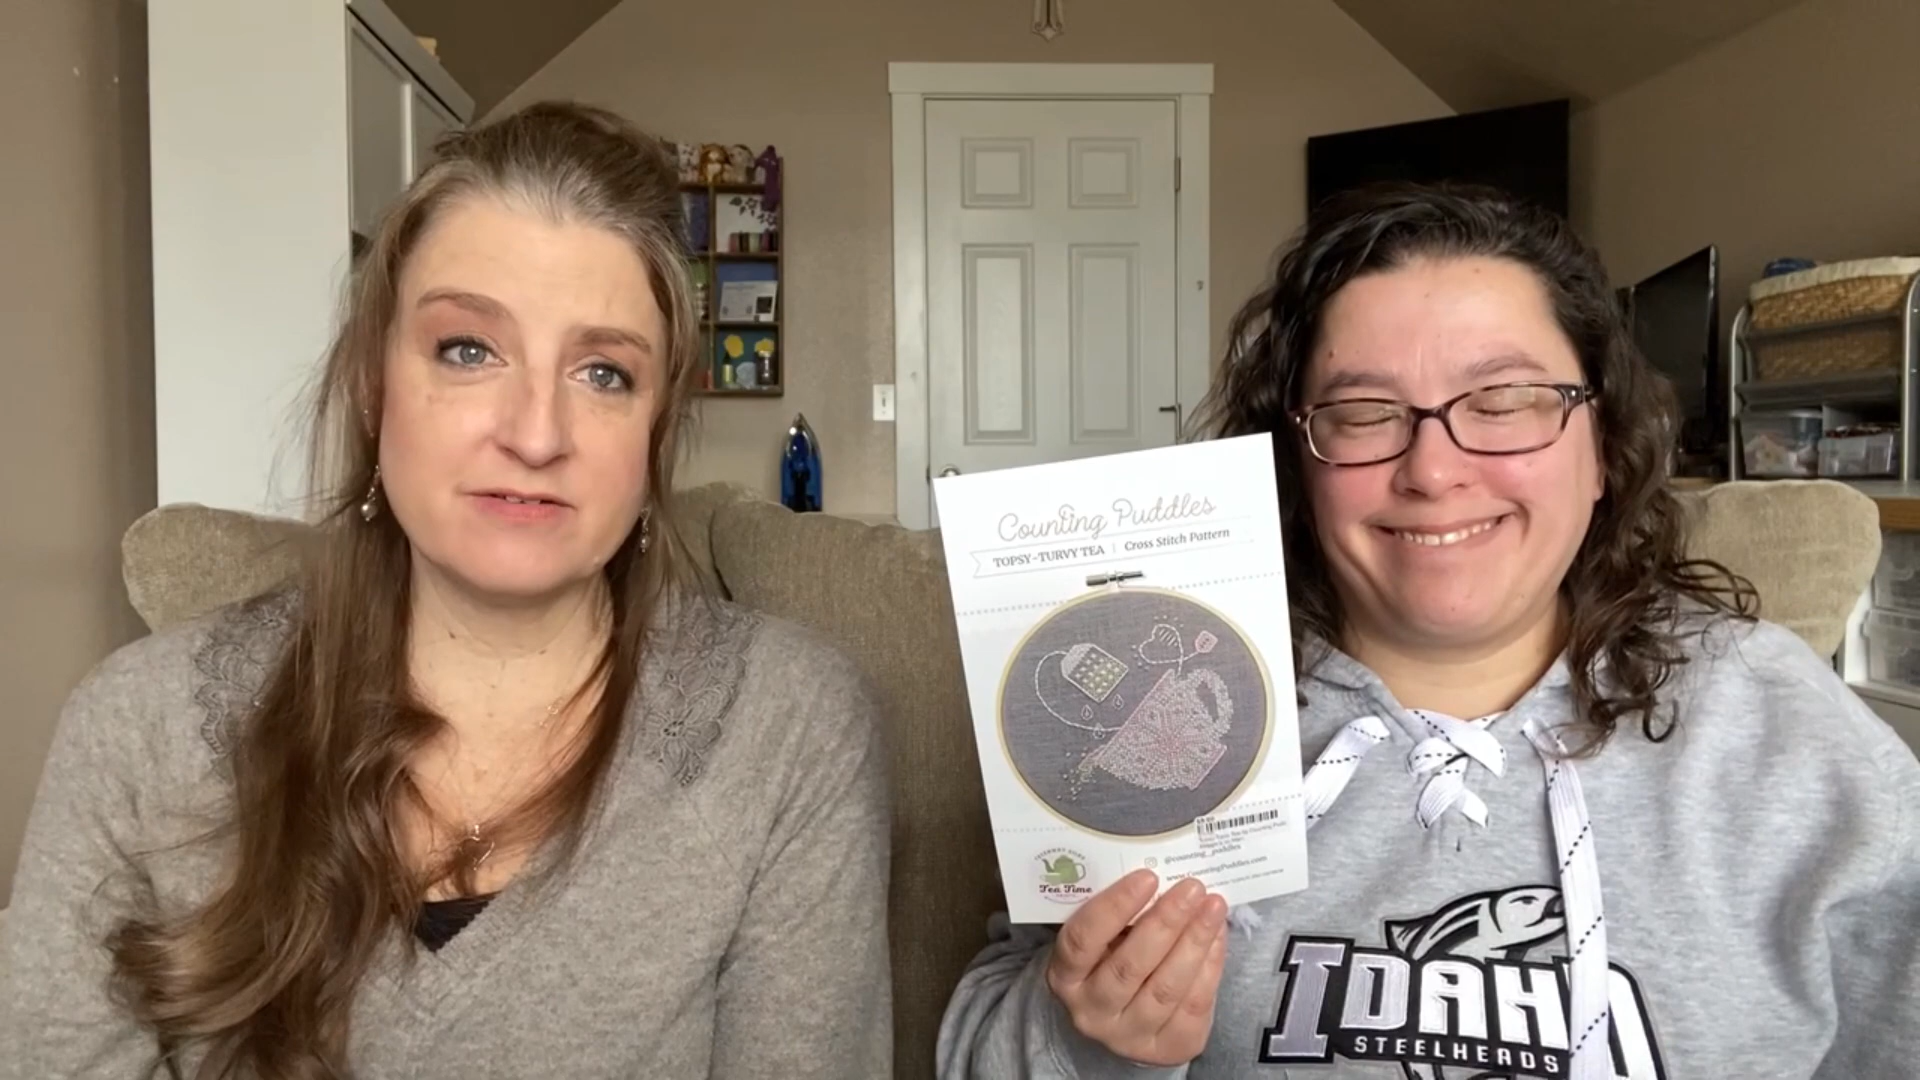 Counting Puddles
TOPSY-TURVY TEA | Cross Stitch Pattern
Tea Time
@counting_puddles
www.CountingPuddles.com
IDAHO
STEELHEADS